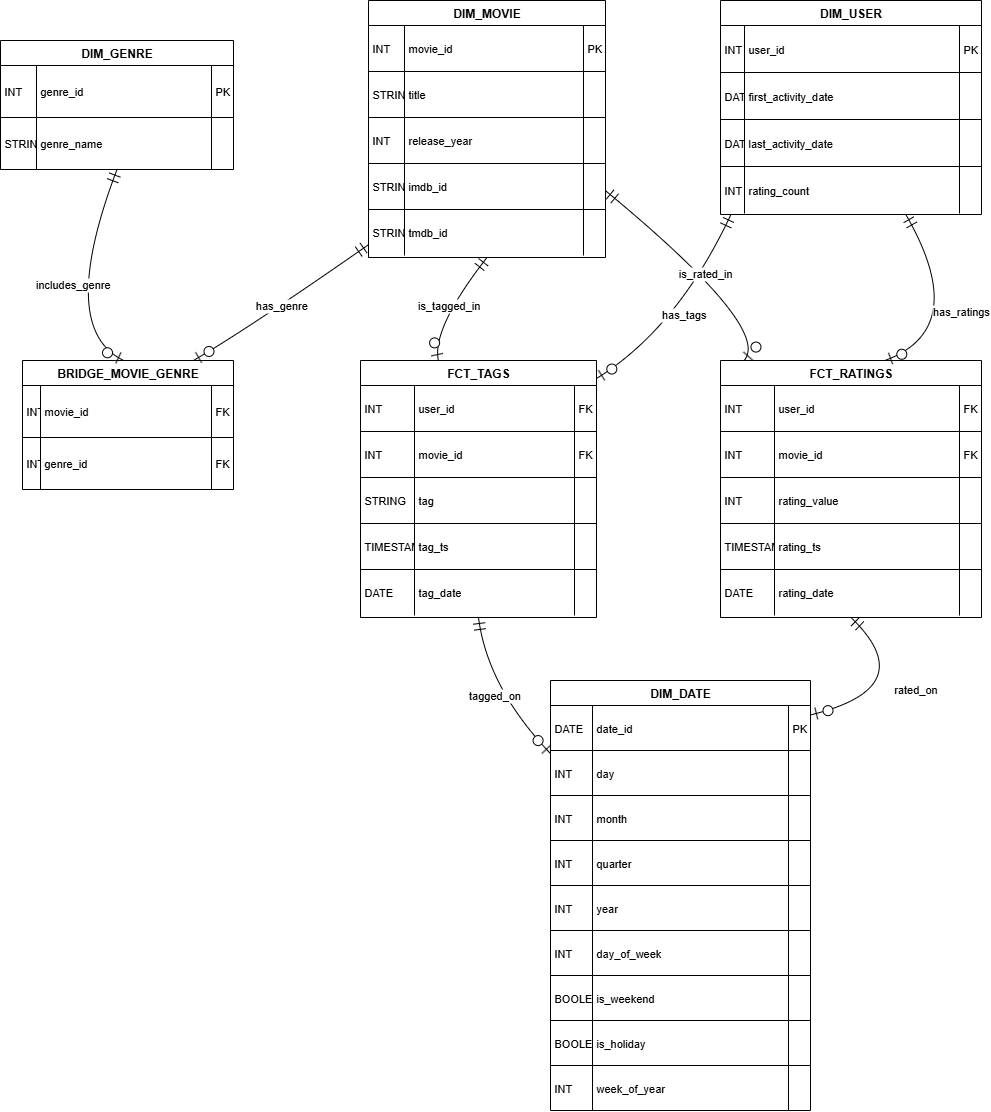 DIM_GENRE
INT genre_id PK
STRIN genre_name
DIM_MOVIE
INT movie_id PK
STRIN title
INT release_year
STRIN imdb_id
STRIN tmdb_id
DIM_USER
INT user_id PK
DAT first_activity_date
DAT last_activity_date
INT rating_count
includes_genre
has_genre
is_tagged_in
is_rated_in
has_tags
has_ratings
BRIDGE_MOVIE_GENRE
INT movie_id FK
INT genre_id FK
FCT_TAGS
INT user_id FK
INT movie_id FK
STRING tag
TIMESTAM tag_ts
DATE tag_date
FCT_RATINGS
INT user_id FK
INT movie_id FK
INT rating_value
TIMESTAM rating_ts
DATE rating_date
tagged_on
rated_on
DIM_DATE
DATE date_id PK
INT day
INT month
INT quarter
INT year
INT day_of_week
BOOLE is_weekend
BOOLE is_holiday
INT week_of_year